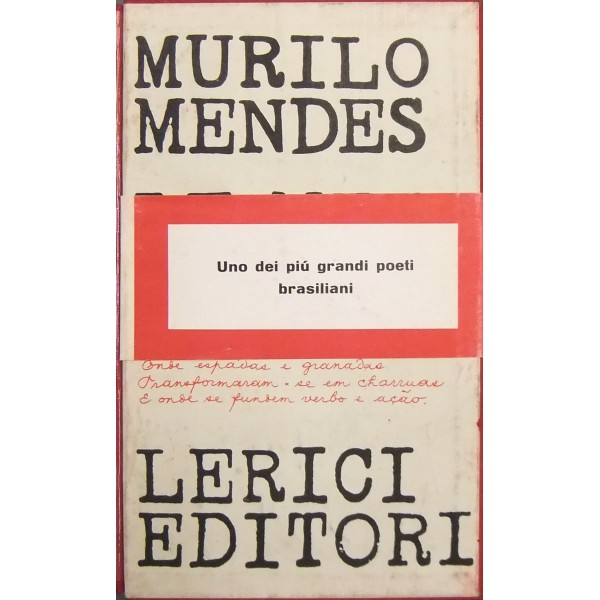 MURILO
MENDES
Uno dei piú grandi poeti
brasiliani
Onde espadas e granadas
Transformaram-se em charruas
E onde se fundem verbo e ação.
LERICI
EDITORI